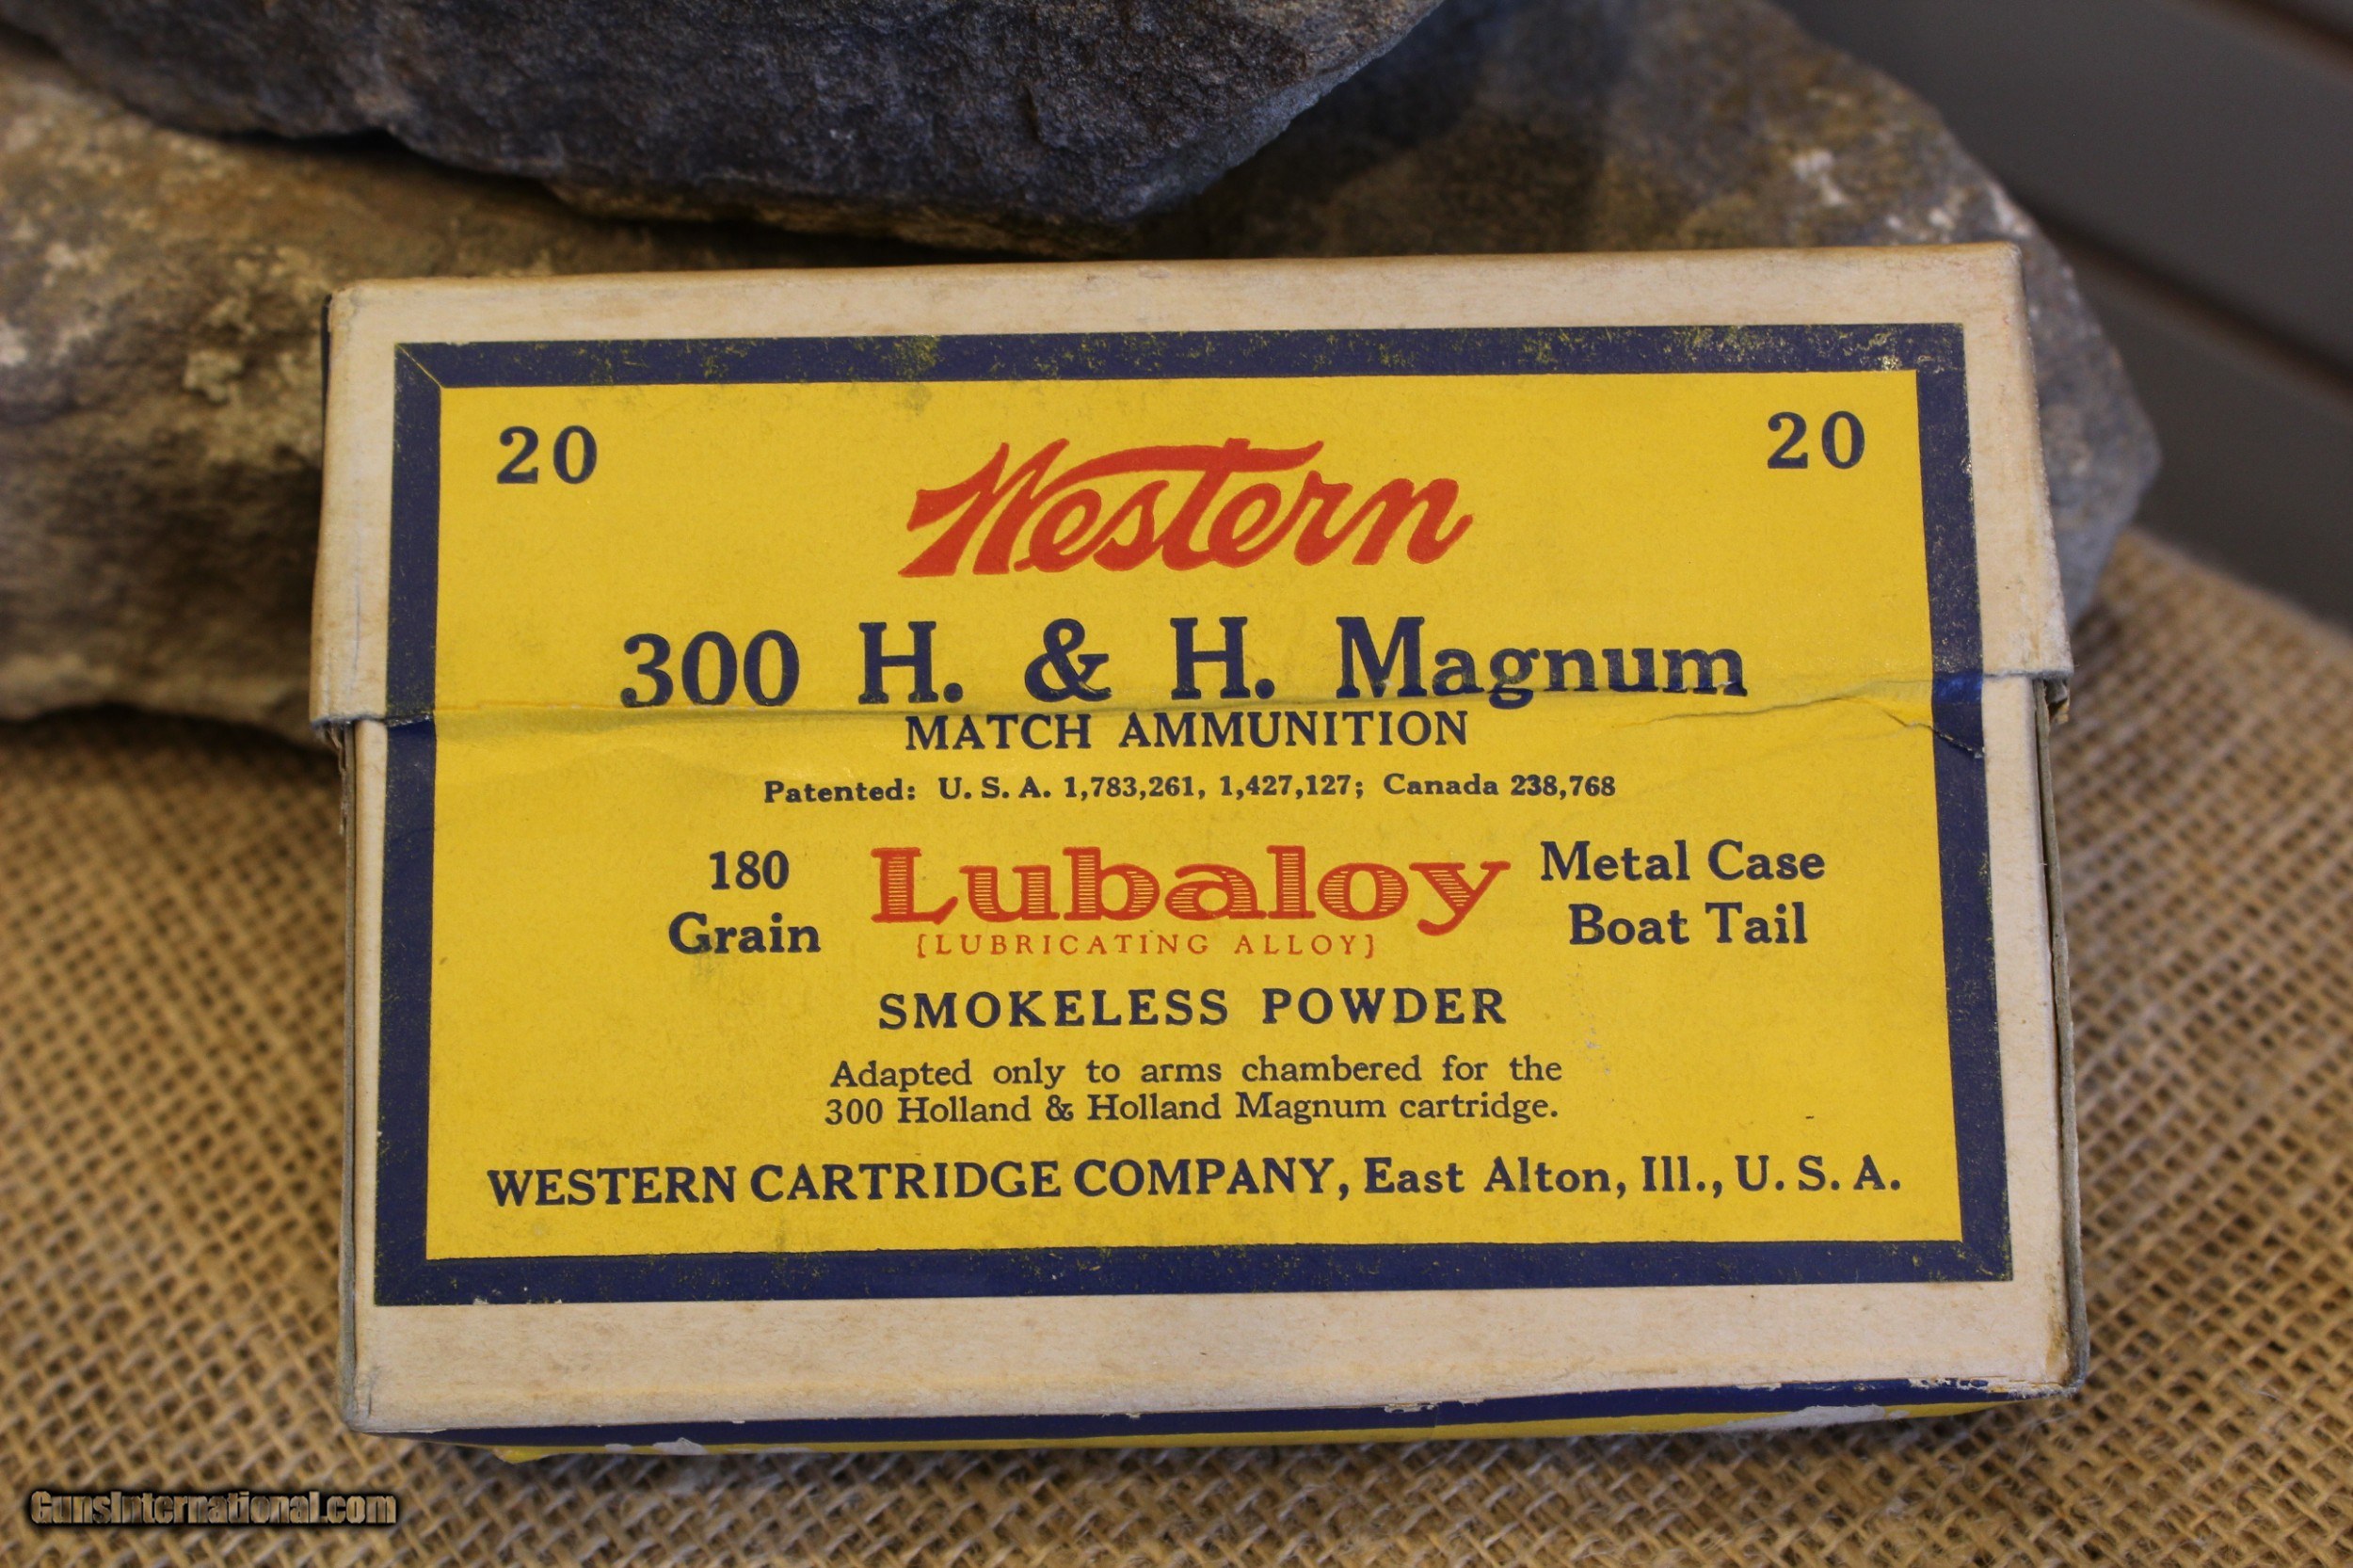 20 20
Western
300 H. & H. Magnum
MATCH AMMUNITION
Patented: U. S. A. 1,783,261, 1,427,127; Canada 238,768
180 Grain
Lubaloy
[LUBRICATING ALLOY]
Metal Case
Boat Tail
SMOKELESS POWDER
Adapted only to arms chambered for the
300 Holland & Holland Magnum cartridge.
WESTERN CARTRIDGE COMPANY, East Alton, Ill., U. S. A.
GunsInternational.com